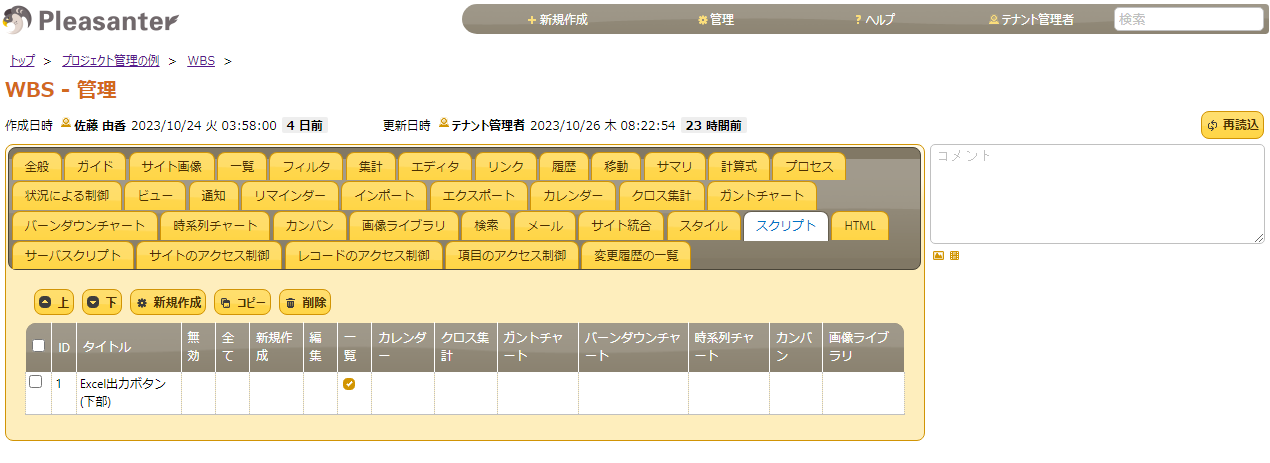 Pleasanter
新規作成 管理 ? ヘルプ テナント管理者 検索
トップ > プロジェクト管理の例 > WBS >
WBS - 管理
作成日時 佐藤 由香 2023/10/24 火 03:58:00 4 日前 更新日時 テナント管理者 2023/10/26 木 08:22:54 23 時間前 再読込
全般 ガイド サイト画像 一覧 フィルタ 集計 エディタ リンク 履歴 移動 サマリ 計算式 プロセス
コメント
状況による制御 ビュー 通知 リマインダー インポート エクスポート カレンダー クロス集計 ガントチャート
バーンダウンチャート 時系列チャート カンバン 画像ライブラリ 検索 メール サイト統合 スタイル スクリプト HTML
サーバスクリプト サイトのアクセス制御 レコードのアクセス制御 項目のアクセス制御 変更履歴の一覧
上 下 新規作成 コピー 削除
ID タイトル 無効 全て 新規作成 編集 一覧 カレンダー クロス集計 ガントチャート バーンダウンチャート 時系列チャート カンバン 画像ライブラリ
1 Excel出力ボタン
(下部)